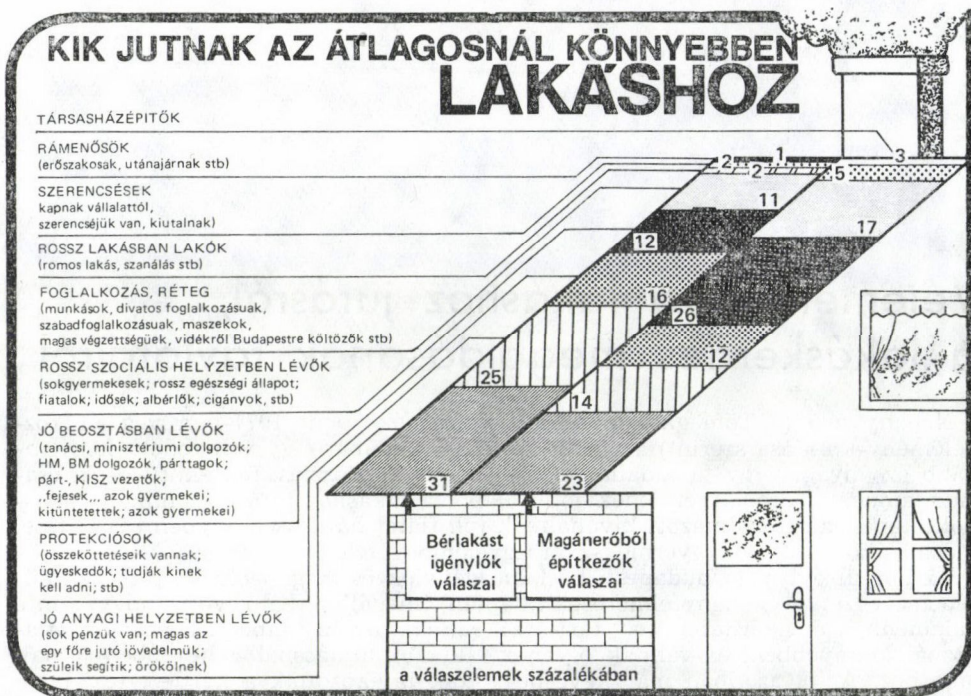 KIK JUTNAK AZ ÁTLAGOSNÁL KÖNNYEBBEN
LAKÁSHOZ
TÁRSASHÁZÉPITŐK
RÁMENŐSÖK
(erőszakosak, utánajárnak stb)
SZERENCSÉSEK
kapnak vállalattól,
szerencséjük van, kiutalnak)
ROSSZ LAKÁSBAN LAKÓK
(romos lakás, szanálás stb)
FOGLALKOZÁS, RÉTEG
(munkások, divatos foglalkozásuak,
szabadfoglalkozásuak, maszekok,
magas végzettségüek, vidékről Budapestre költözők stb)
ROSSZ SZOCIÁLIS HELYZETBEN LÉVŐK
(sokgyermekesek; rossz egészségi állapot;
fiatalok; idősek; albérlők; cigányok, stb)
JÓ BEOSZTÁSBAN LÉVŐK
(tanácsi, minisztériumi dolgozók;
HM, BM dolgozók, párttagok;
párt-, KISZ vezetők;
„fejesek„, azok gyermekei;
kitüntetettek; azok gyermekei)
PROTEKCIÓSOK
(összeköttetéseik vannak;
ügyeskedők; tudják kinek
kell adni; stb)
JÓ ANYAGI HELYZETBEN LÉVŐK
(sok pénzük van; magas az
egy főre jutó jövedelmük;
szüleik segítik; örökölnek)
2 1 3
2 5
11
12 17
16
26
12
25
14
31 23
Bérlakást
igénylők
válaszai
Magánerőből
építkezők
válaszai
a válaszelemek százalékában